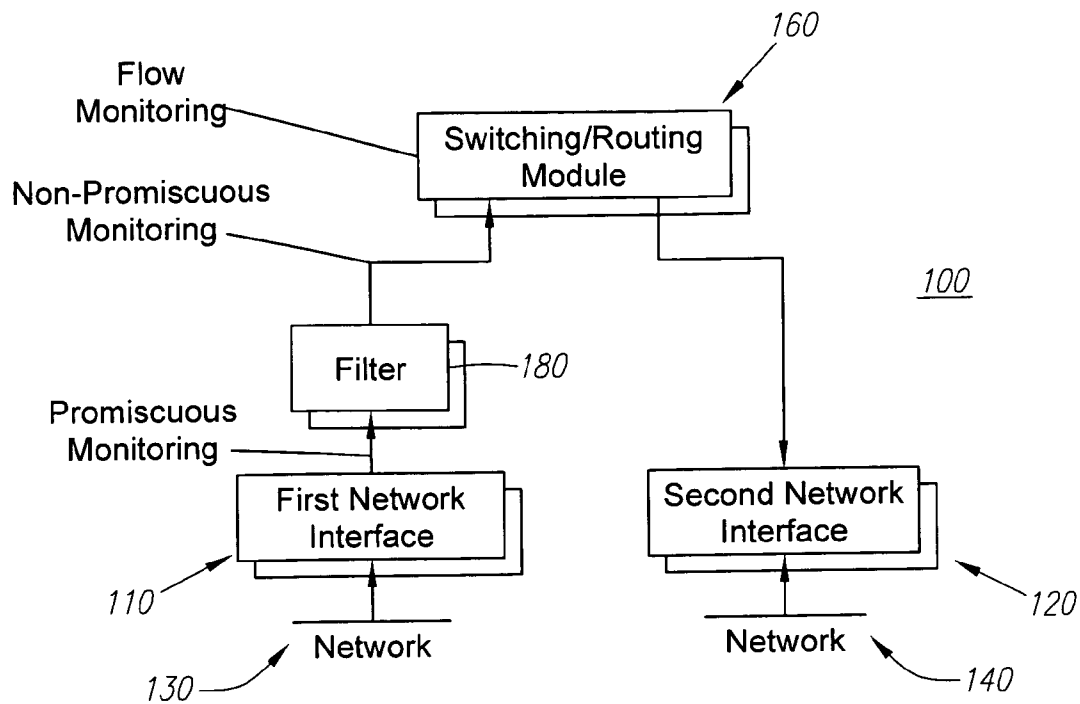 160
Flow
Monitoring
Switching/Routing
Module
Non-Promiscuous
Monitoring
100
Filter
180
Promiscuous
Monitoring
First Network
Interface
Second Network
Interface
110
120
Network
Network
130
140